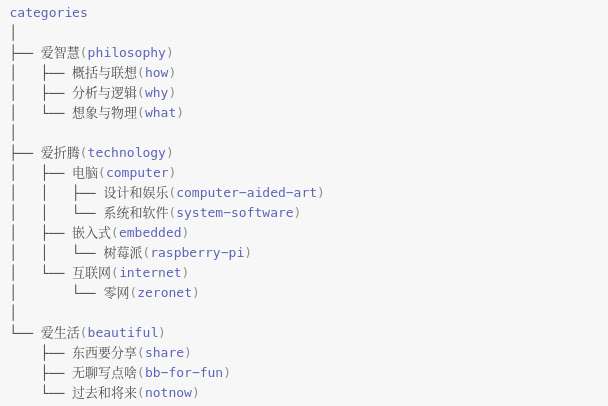 categories
│
├── 爱智慧(philosophy)
│   ├── 概括与联想(how)
│   ├── 分析与逻辑(why)
│   └── 想象与物理(what)
│
├── 爱折腾(technology)
│   ├── 电脑(computer)
│   │   ├── 设计和娱乐(computer-aided-art)
│   │   └── 系统和软件(system-software)
│   ├── 嵌入式(embedded)
│   │   └── 树莓派(raspberry-pi)
│   └── 互联网(internet)
│       └── 零网(zeronet)
│
└── 爱生活(beautiful)
    ├── 东西要分享(share)
    ├── 无聊写点啥(bb-for-fun)
    └── 过去和将来(notnow)